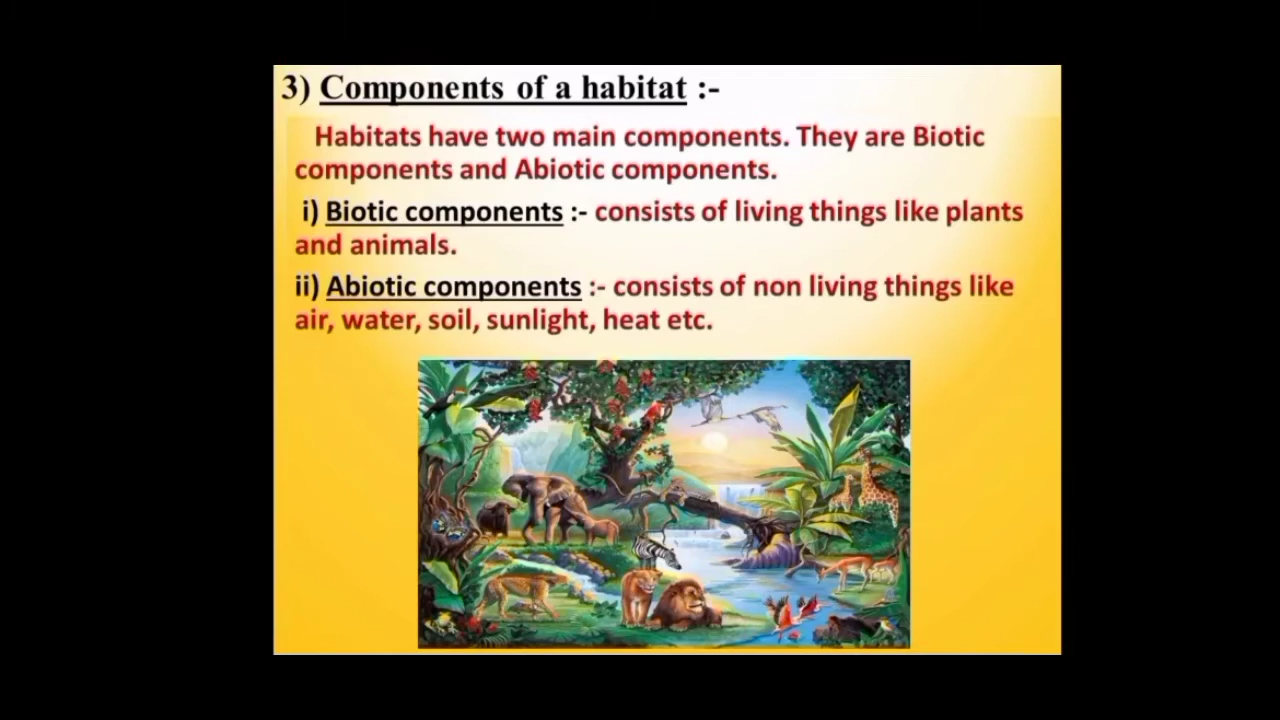 3) Components of a habitat :-
Habitats have two main components. They are Biotic
components and Abiotic components.
i) Biotic components :- consists of living things like plants
and animals.
ii) Abiotic components :- consists of non living things like
air, water, soil, sunlight, heat etc.